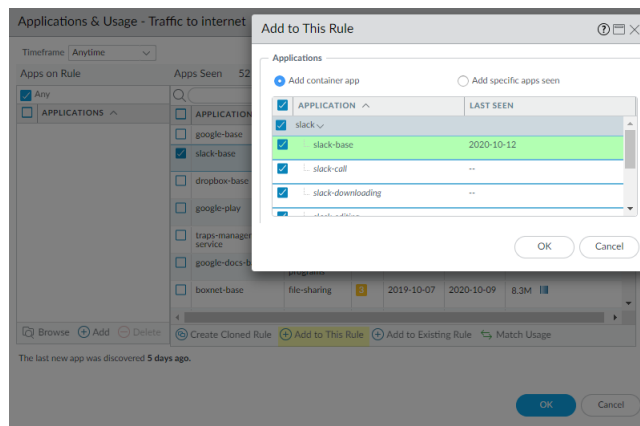 Applications & Usage - Traffic to internet
Timeframe Anytime
Apps on Rule
Any
APPLICATIONS
Browse Add Delete
Apps Seen 52
APPLICATION
google-base
slack-base
dropbox-base
google-play
traps-manager
service
google-docs-b
programs
boxnet-base file-sharing 3 2019-10-07 2020-10-09 8.3M
Create Cloned Rule Add to This Rule Add to Existing Rule Match Usage
The last new app was discovered 5 days ago.
OK Cancel
Add to This Rule
Applications
Add container app Add specific apps seen
APPLICATION LAST SEEN
slack
slack-base 2020-10-12
slack-call --
slack-downloading --
OK Cancel